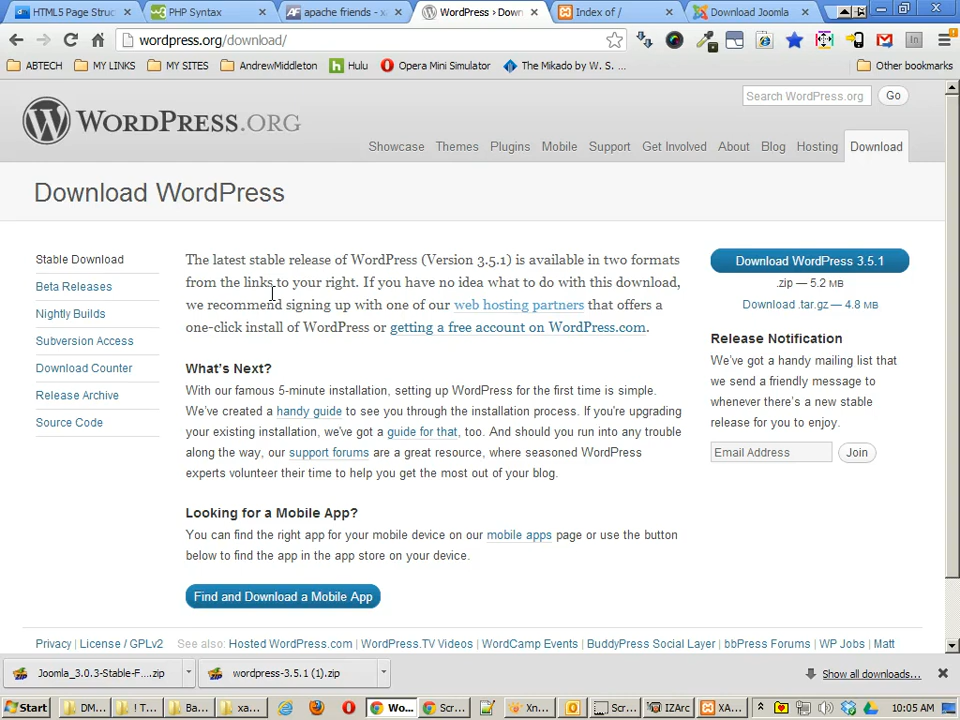 HTML5 Page Struc
PHP Syntax
apache friends - xa
WordPress › Down
Index of /
Download Joomla
wordpress.org/download/
ABTECH
MY LINKS
MY SITES
AndrewMiddleton
Hulu
Opera Mini Simulator
The Mikado by W. S. ...
Other bookmarks
WORDPRESS.ORG
Search WordPress.org
Go
Showcase Themes Plugins Mobile Support Get Involved About Blog Hosting Download
Download WordPress
Stable Download
Beta Releases
Nightly Builds
Subversion Access
Download Counter
Release Archive
Source Code
The latest stable release of WordPress (Version 3.5.1) is available in two formats
from the links to your right. If you have no idea what to do with this download,
we recommend signing up with one of our web hosting partners that offers a
one-click install of WordPress or getting a free account on WordPress.com.
What's Next?
With our famous 5-minute installation, setting up WordPress for the first time is simple.
We've created a handy guide to see you through the installation process. If you're upgrading
your existing installation, we've got a guide for that, too. And should you run into any trouble
along the way, our support forums are a great resource, where seasoned WordPress
experts volunteer their time to help you get the most out of your blog.
Looking for a Mobile App?
You can find the right app for your mobile device on our mobile apps page or use the button
below to find the app in the app store on your device.
Find and Download a Mobile App
Download WordPress 3.5.1
.zip — 5.2 MB
Download .tar.gz — 4.8 MB
Release Notification
We've got a handy mailing list that
we send a friendly message to
whenever there's a new stable
release for you to enjoy.
Email Address
Join
Privacy | License / GPLv2 See also: Hosted WordPress.com | WordPress.TV Videos | WordCamp Events | BuddyPress Social Layer | bbPress Forums | WP Jobs | Matt
Joomla_3.0.3-Stable-F....zip
wordpress-3.5.1 (1).zip
Show all downloads...
Start
DM...
! T...
Ba...
xa...
Wo...
Scr...
Xn...
Scr...
IZArc
XA...
10:05 AM